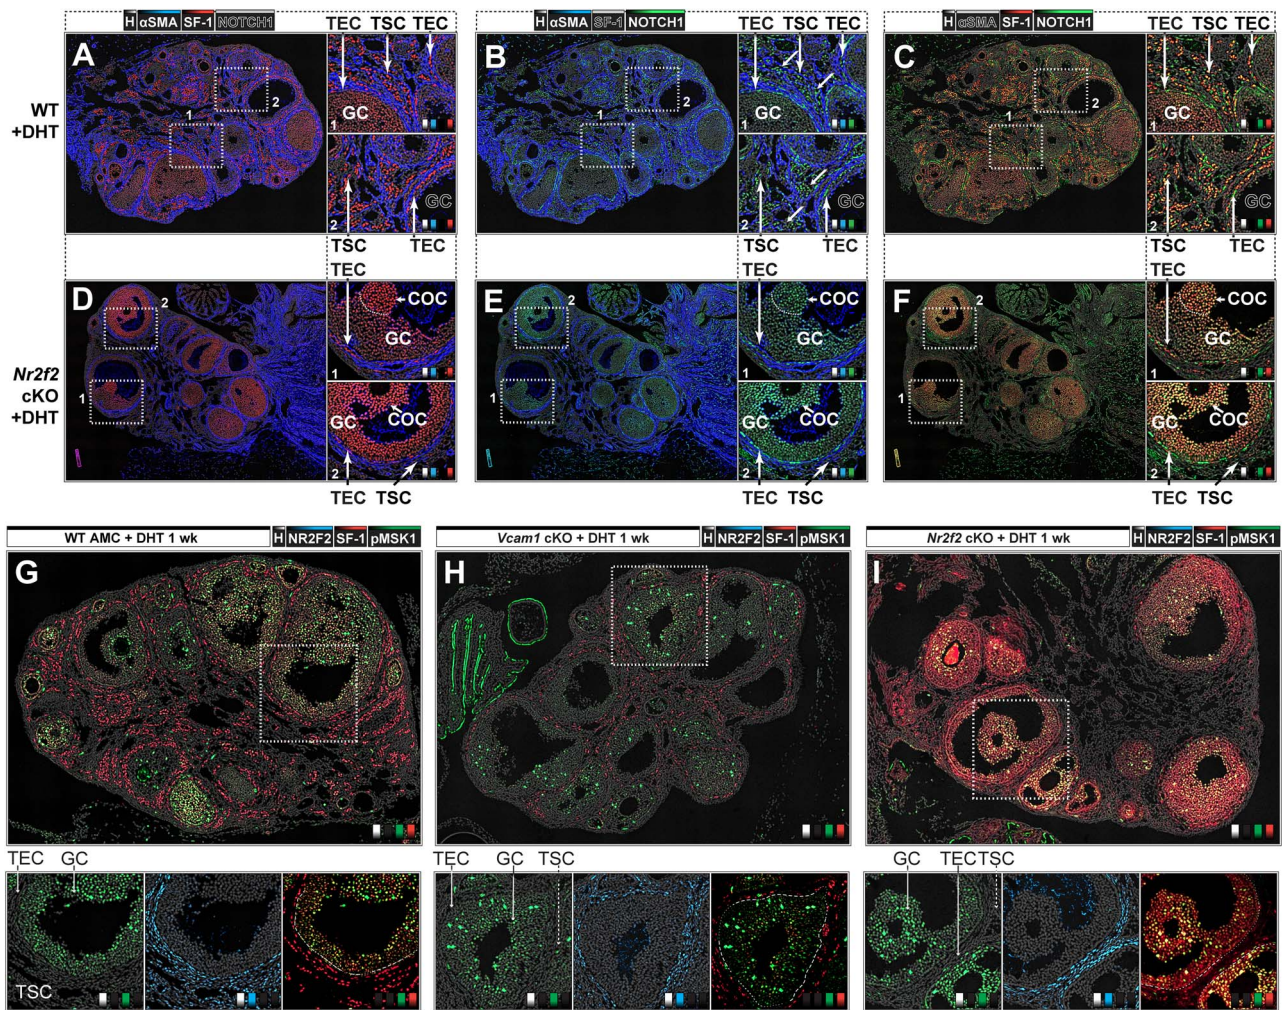 H αSMA SF-1 NOTCH1
H αSMA SF-1 NOTCH1
H αSMA SF-1 NOTCH1
TEC TSC TEC
TEC TSC TEC
TEC TSC TEC
WT
+DHT
A
1
2
GC
1
GC
2
B
1
2
GC
1
GC
2
C
1
2
GC
1
GC
2
TSC TEC
TSC TEC
TSC TEC
TEC
TEC
TEC
Nr2f2
cKO
+DHT
D
2
1
COC
GC
1
GC
COC
2
E
2
1
COC
GC
1
GC
COC
2
F
2
1
COC
GC
1
GC
COC
2
TEC TSC
TEC TSC
TEC TSC
WT AMC + DHT 1 wk H NR2F2 SF-1 pMSK1
Vcam1 cKO + DHT 1 wk H NR2F2 SF-1 pMSK1
Nr2f2 cKO + DHT 1 wk H NR2F2 SF-1 pMSK1
G
H
I
TEC GC
TEC GC TSC
GC TEC TSC
TSC